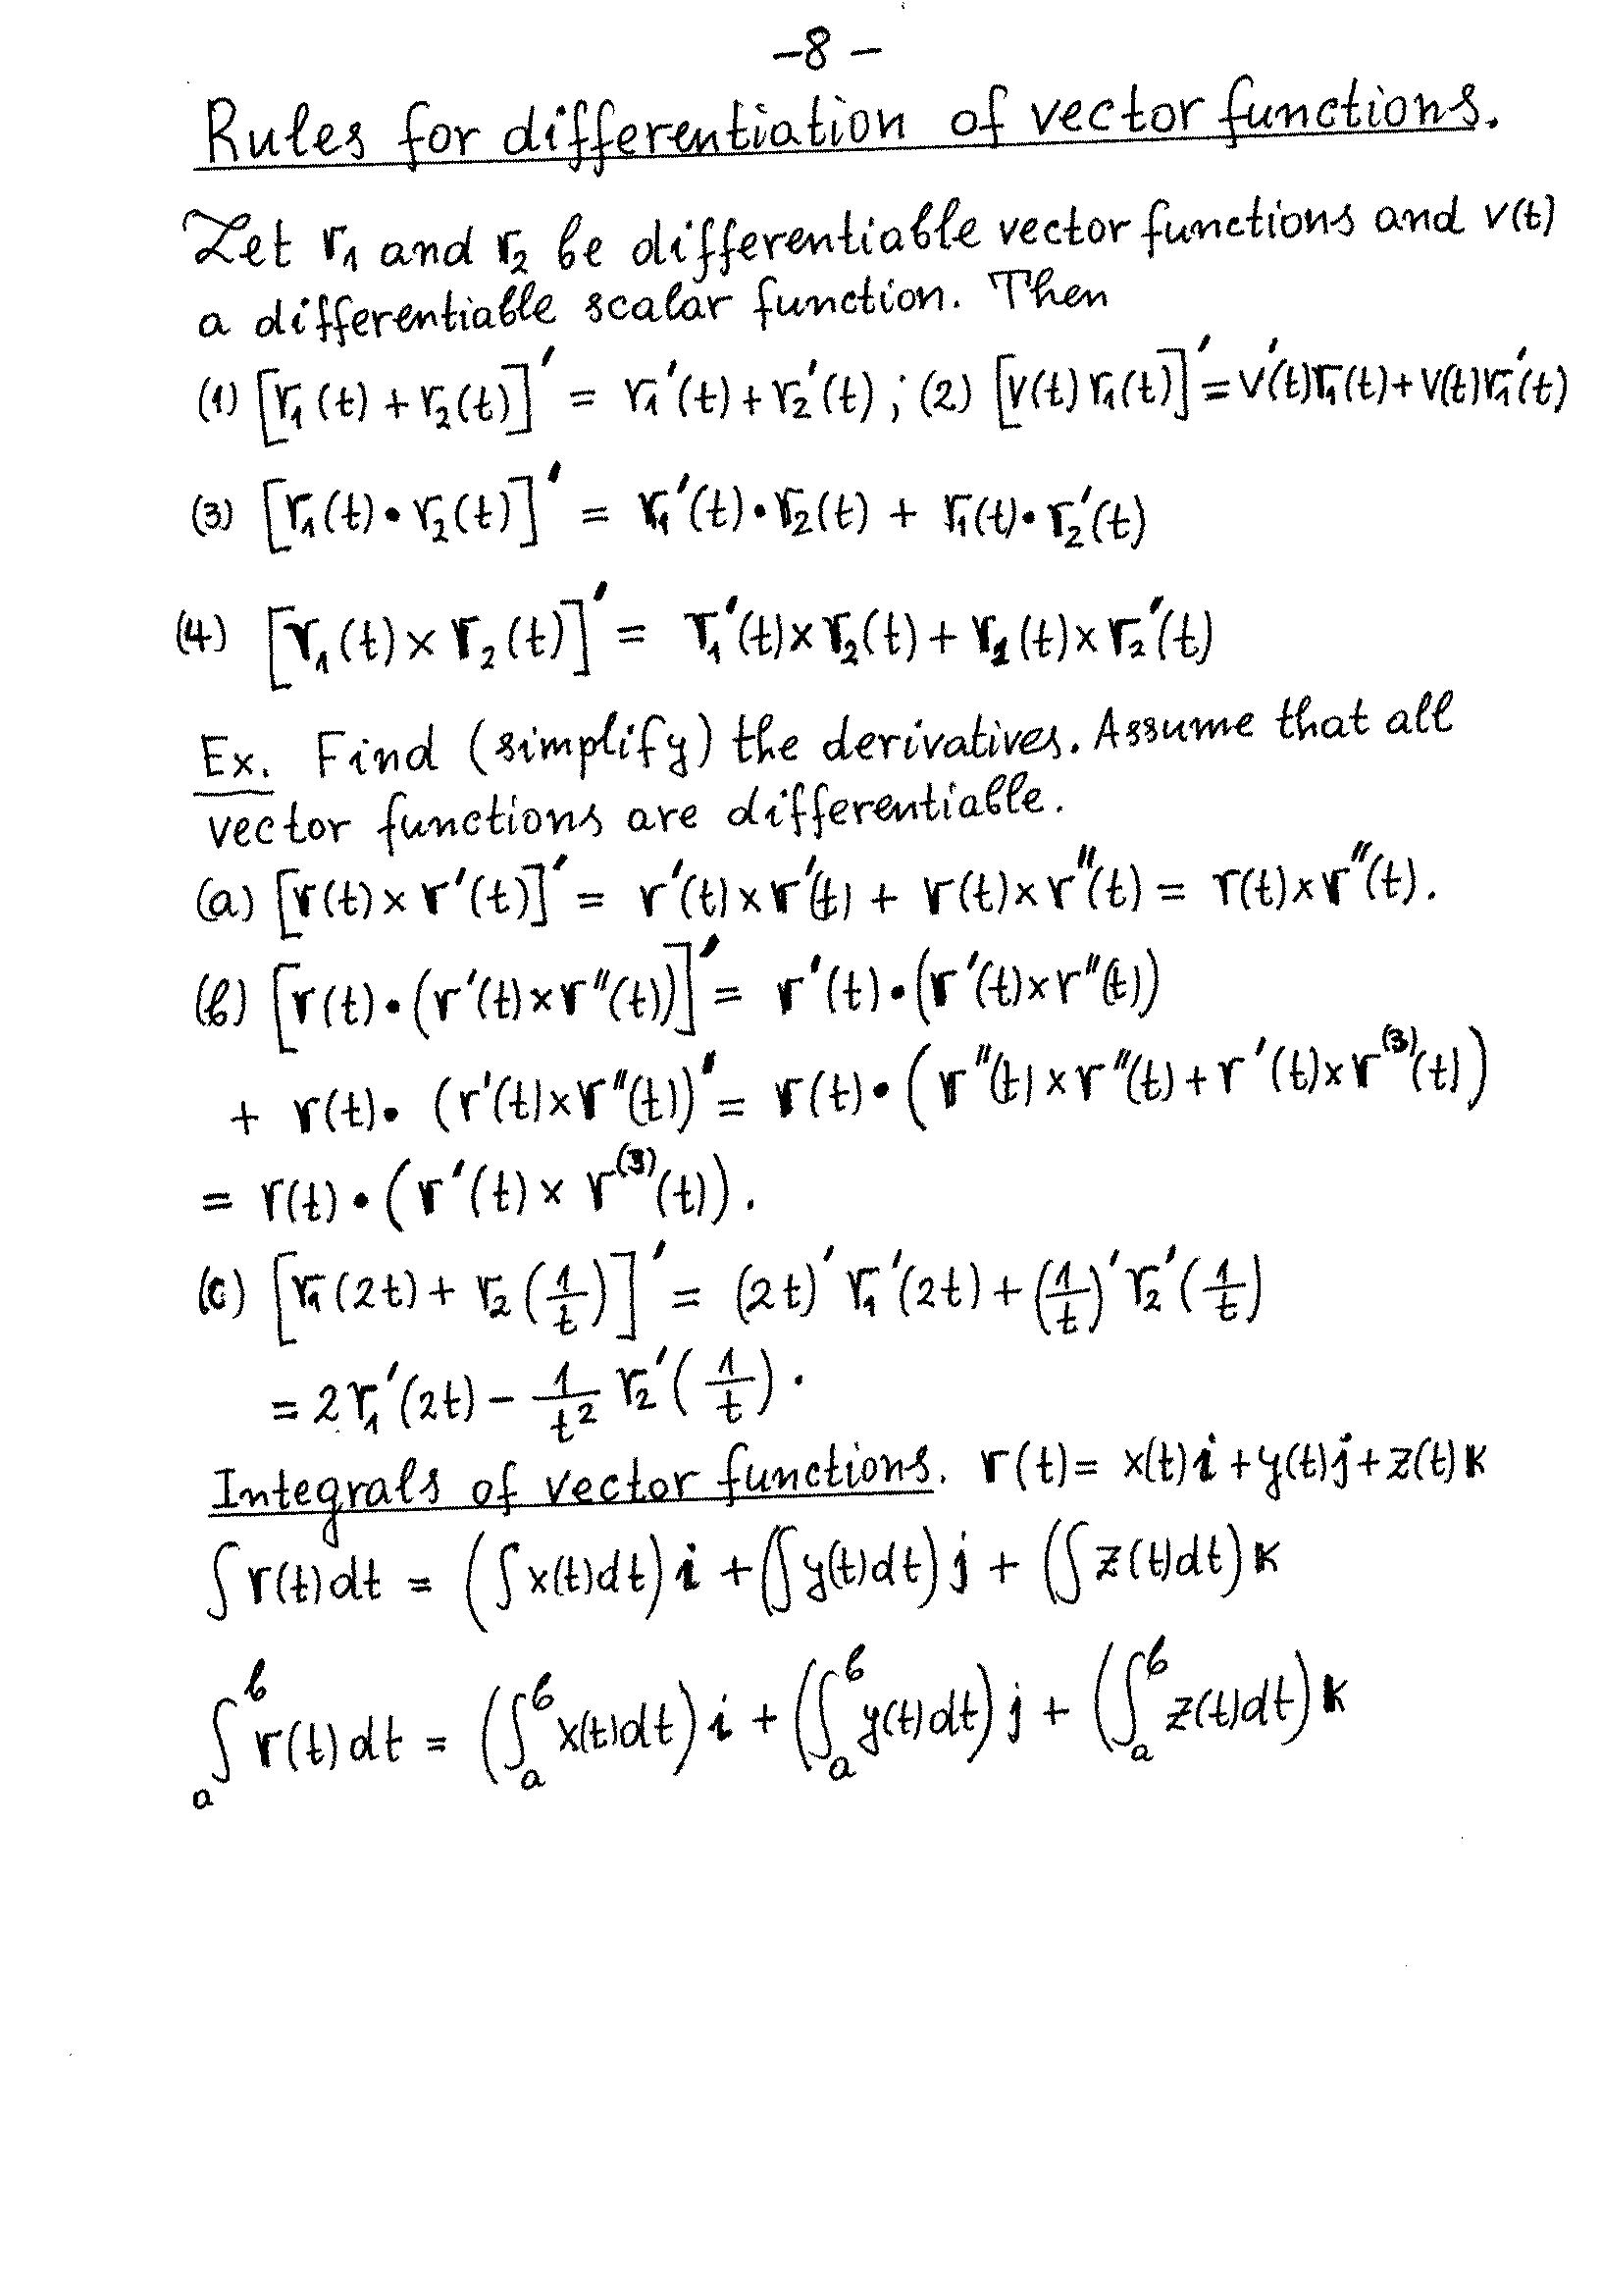 -8-
Rules for differentiation of vector functions.
Let r₁ and r₂ be differentiable vector functions and v(t)
a differentiable scalar function. Then
(1) [r₁(t) + r₂(t)]' = r₁'(t) + r₂'(t) ; (2) [v(t) r₁(t)]' = v'(t)r₁(t) + v(t)r₁'(t)
(3) [r₁(t) • r₂(t)]' = r₁'(t) • r₂(t) + r₁(t) • r₂'(t)
(4) [r₁(t) × r₂(t)]' = r₁'(t) × r₂(t) + r₁(t) × r₂'(t)
Ex. Find (simplify) the derivatives. Assume that all
vector functions are differentiable.
(a) [r(t) × r'(t)]' = r'(t) × r'(t) + r(t) × r''(t) = r(t) × r''(t).
(b) [r(t) • (r'(t) × r''(t))]' = r'(t) • (r'(t) × r''(t))
+ r(t) • (r'(t) × r''(t))' = r(t) • (r''(t) × r''(t) + r'(t) × r⁽³⁾(t))
= r(t) • (r'(t) × r⁽³⁾(t)).
(c) [r₁(2t) + r₂(1/t)]' = (2t)' r₁'(2t) + (1/t)' r₂'(1/t)
= 2r₁'(2t) - 1/t² r₂'(1/t).
Integrals of vector functions. r(t) = x(t)i + y(t)j + z(t)k
∫ r(t)dt = (∫ x(t)dt) i + (∫ y(t)dt) j + (∫ z(t)dt) k
∫ₐᵇ r(t)dt = (∫ₐᵇ x(t)dt) i + (∫ₐᵇ y(t)dt) j + (∫ₐᵇ z(t)dt) k